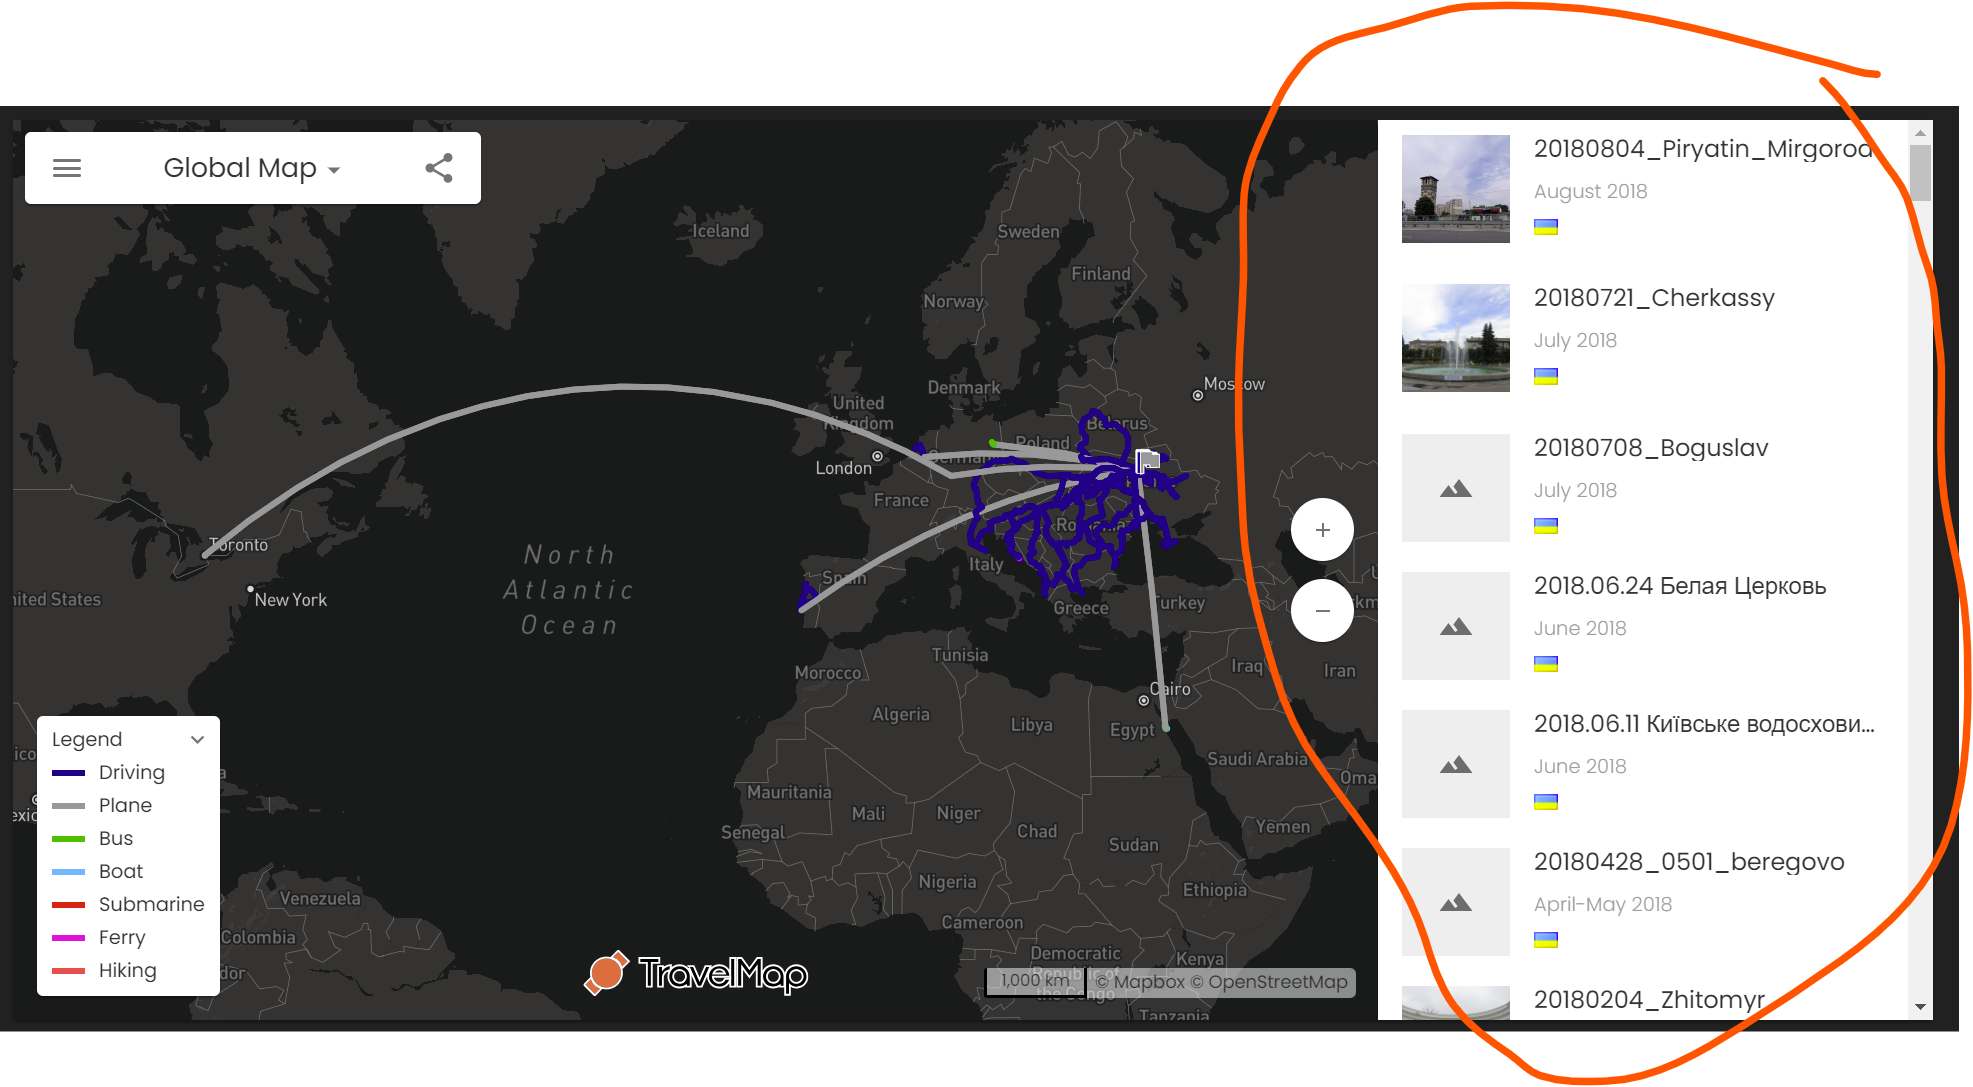 Global Map
Iceland
Sweden
Finland
Norway
Moscow
Denmark
United
Kingdom
Belarus
Poland
London
France
Romania
Toronto
North
Atlantic
Ocean
Italy
Spain
New York
Greece
Turkey
Tunisia
Morocco
Iraq
Iran
Cairo
Algeria
Libya
Egypt
Saudi Arabia
Mauritania
Mali
Niger
Chad
Yemen
Senegal
Sudan
Nigeria
Ethiopia
Venezuela
Cameroon
Colombia
Democratic
Republic of
the Congo
Kenya
Tanzania
Legend
Driving
Plane
Bus
Boat
Submarine
Ferry
Hiking
TravelMap
1,000 km
© Mapbox © OpenStreetMap
+
−
20180804_Piryatin_Mirgorod
August 2018
20180721_Cherkassy
July 2018
20180708_Boguslav
July 2018
2018.06.24 Белая Церковь
June 2018
2018.06.11 Київське водосхови...
June 2018
20180428_0501_beregovo
April-May 2018
20180204_Zhitomyr